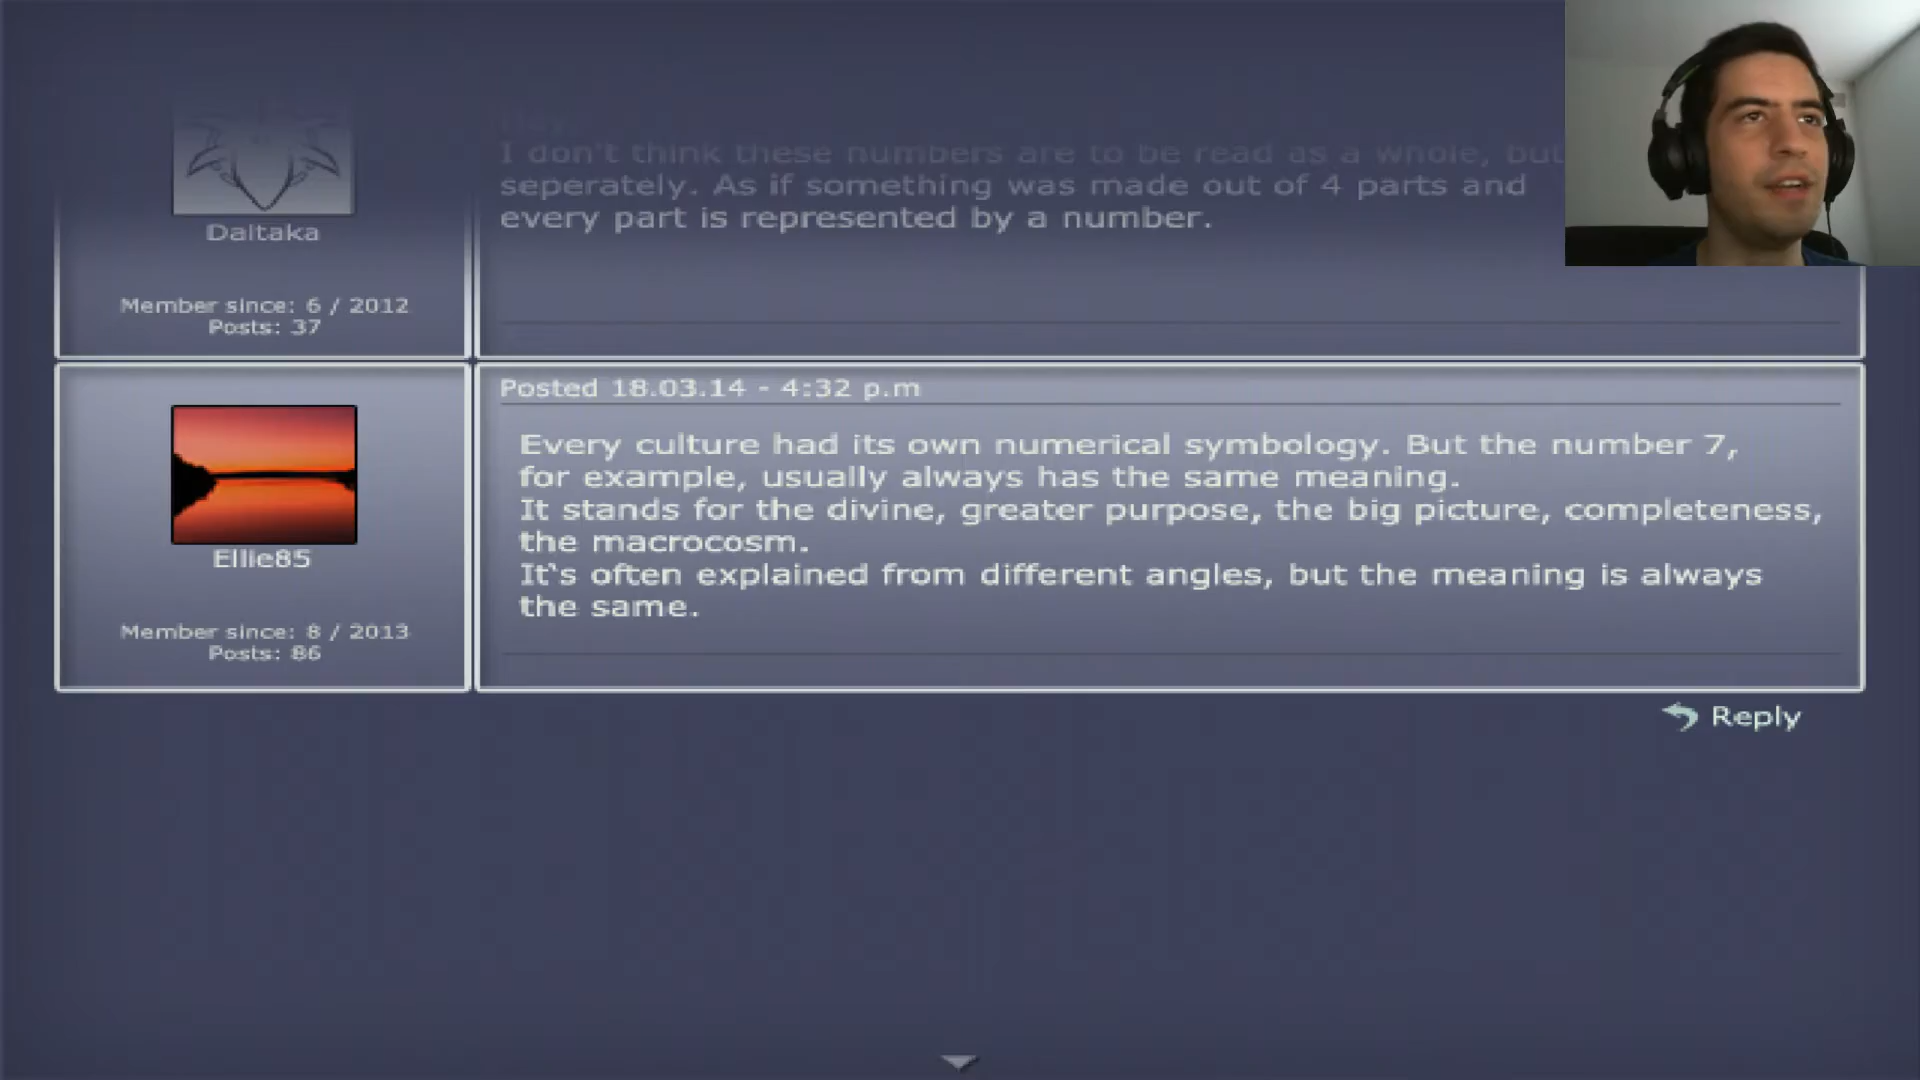 Hey,
I don't think these numbers are to be read as a whole, but
seperately. As if something was made out of 4 parts and
every part is represented by a number.
Daltaka
Member since: 6 / 2012
Posts: 37
Posted 18.03.14 - 4:32 p.m
Every culture had its own numerical symbology. But the number 7,
for example, usually always has the same meaning.
It stands for the divine, greater purpose, the big picture, completeness,
the macrocosm.
It`s often explained from different angles, but the meaning is always
the same.
Ellie85
Member since: 8 / 2013
Posts: 86
Reply